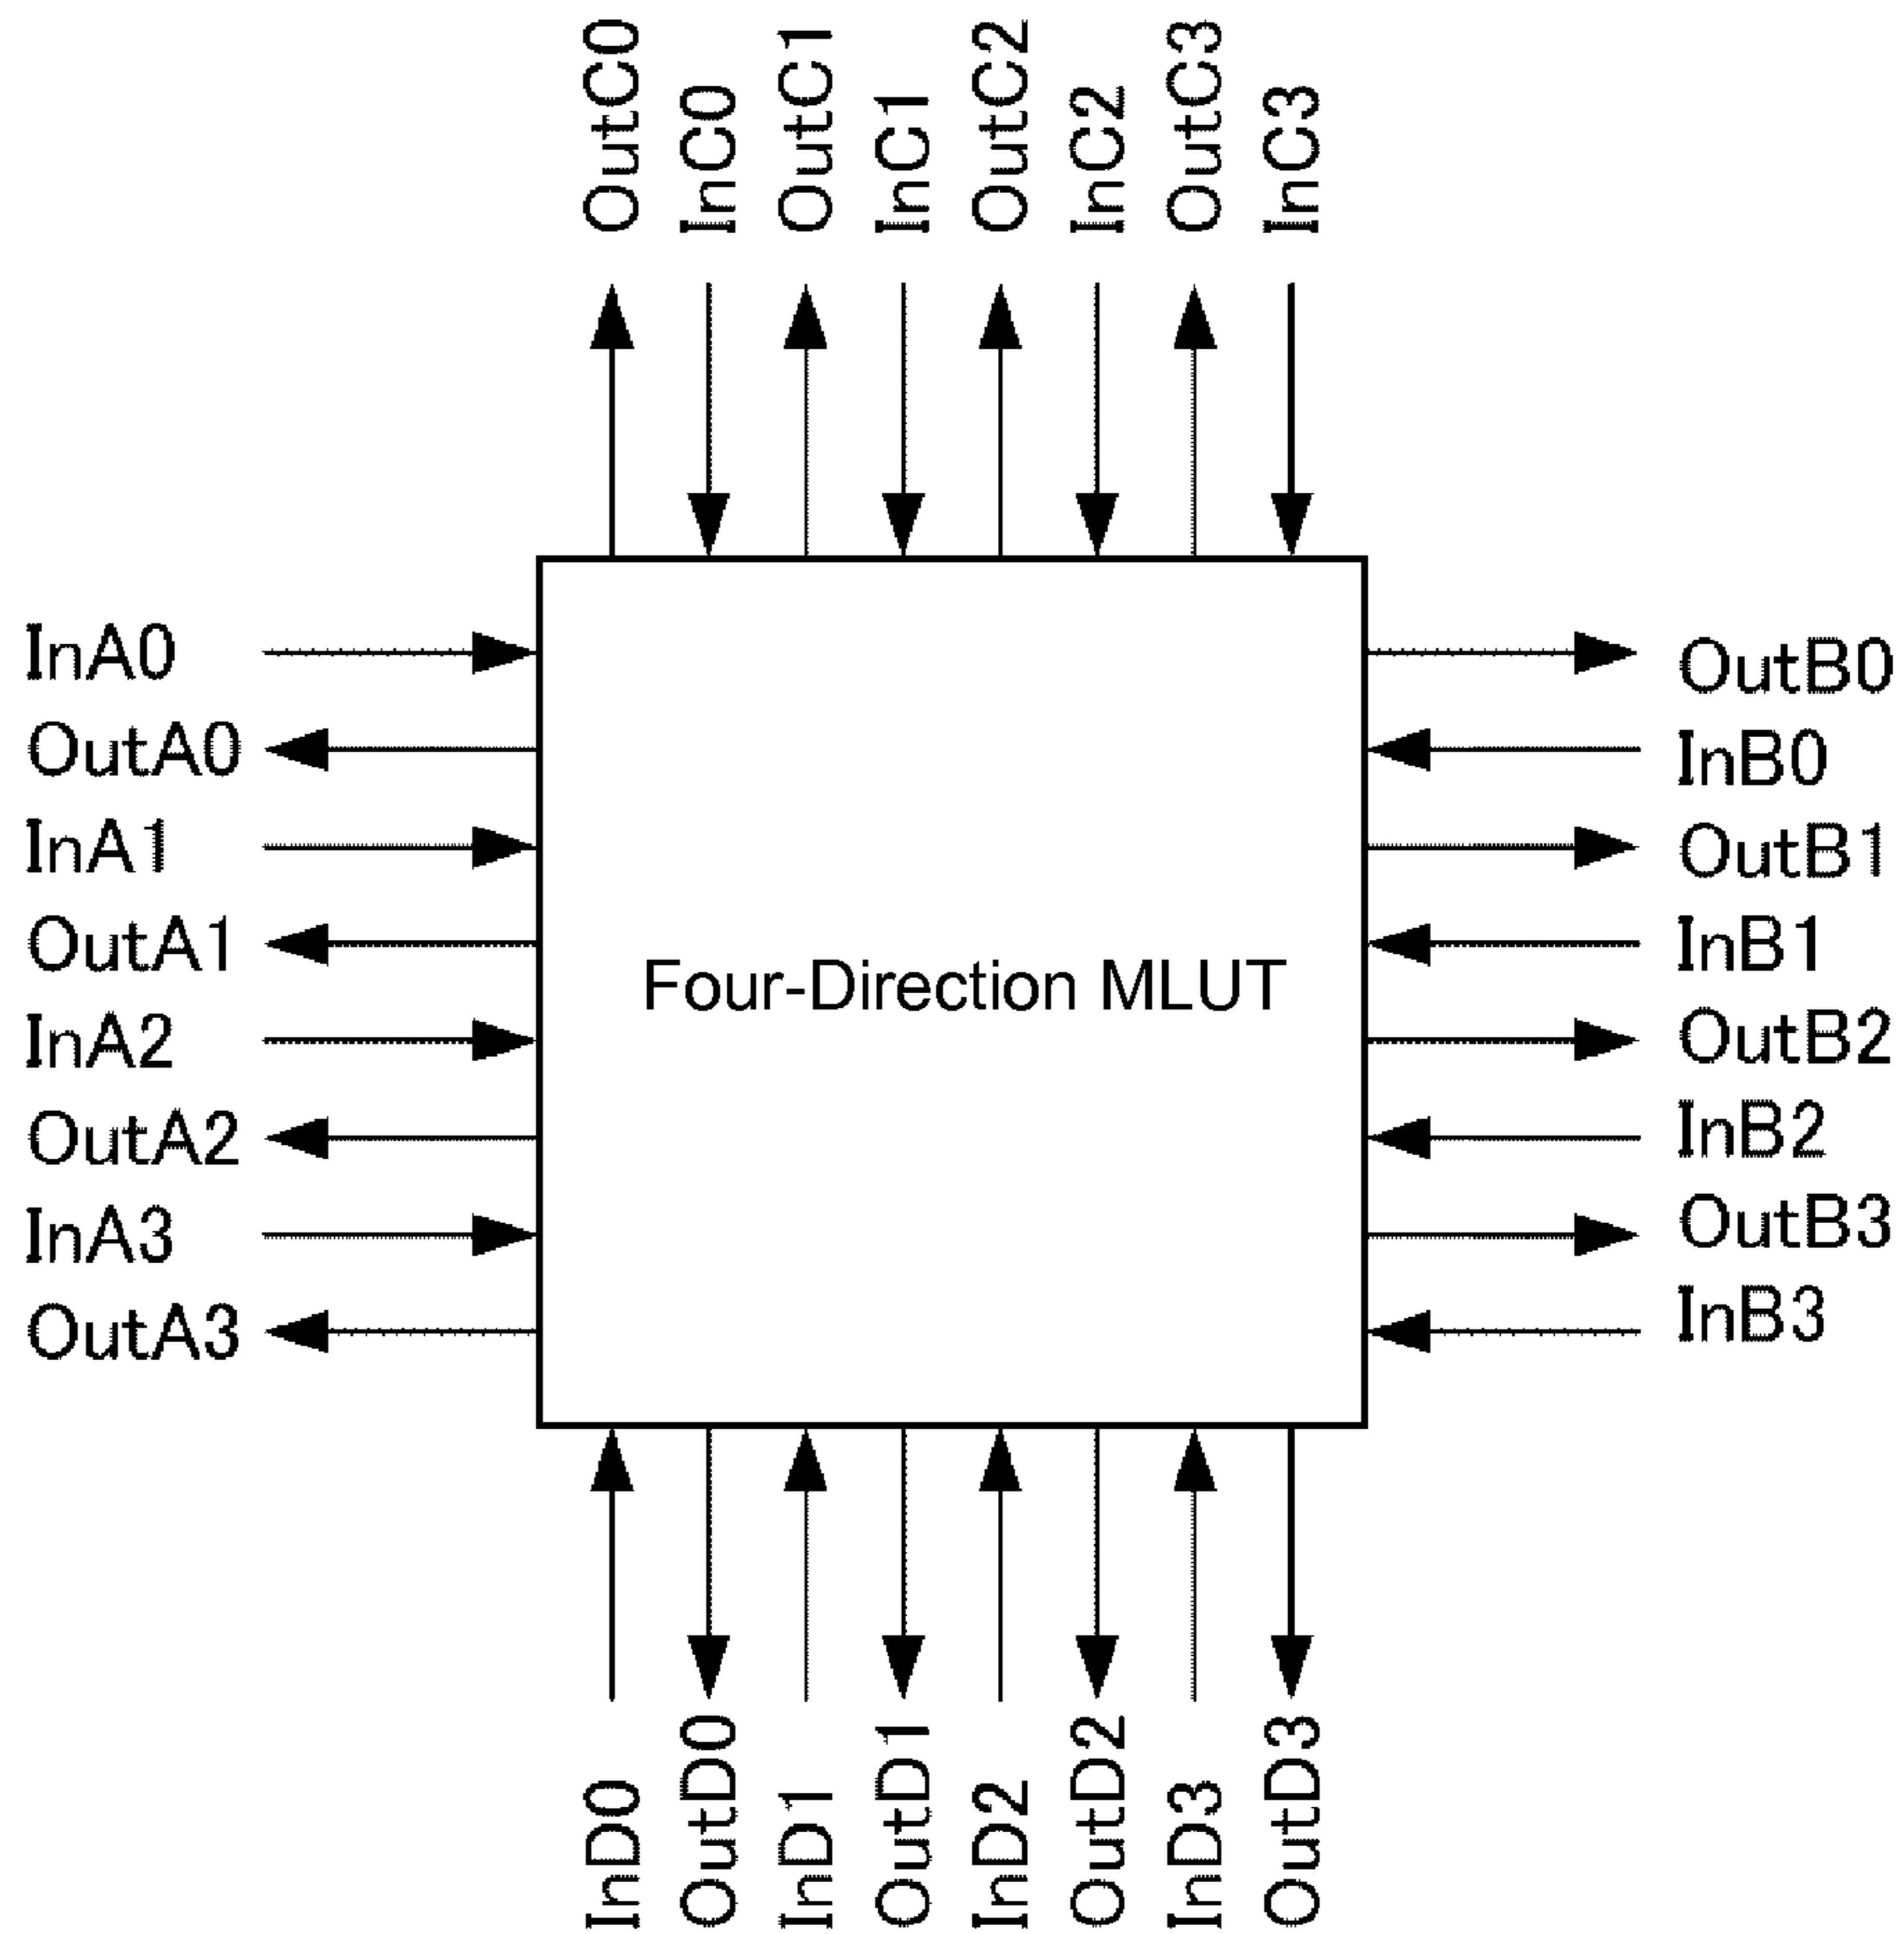 OutC0
InC0
OutC1
InC1
OutC2
InC2
OutC3
InC3
InA0
OutA0
InA1
OutA1
InA2
OutA2
InA3
OutA3
Four-Direction MLUT
OutB0
InB0
OutB1
InB1
OutB2
InB2
OutB3
InB3
InD0
OutD0
InD1
OutD1
InD2
OutD2
InD3
OutD3